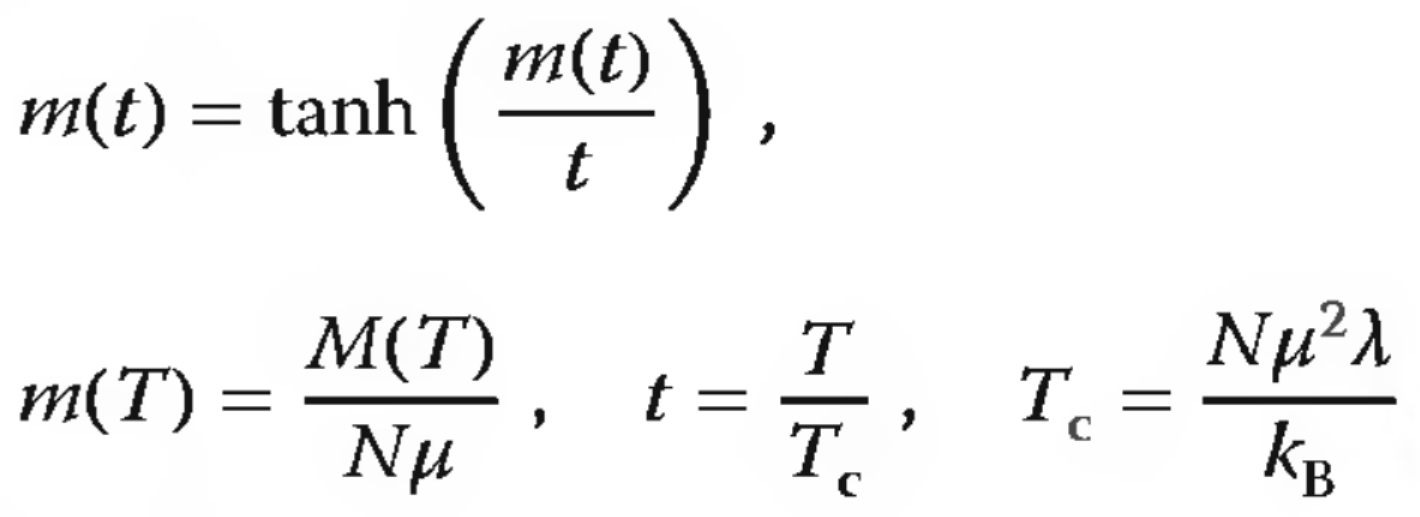 m(t) = tanh ( m(t) / t ) ,
m(T) = M(T) / Nμ , t = T / T_c , T_c = Nμ²λ / k_B